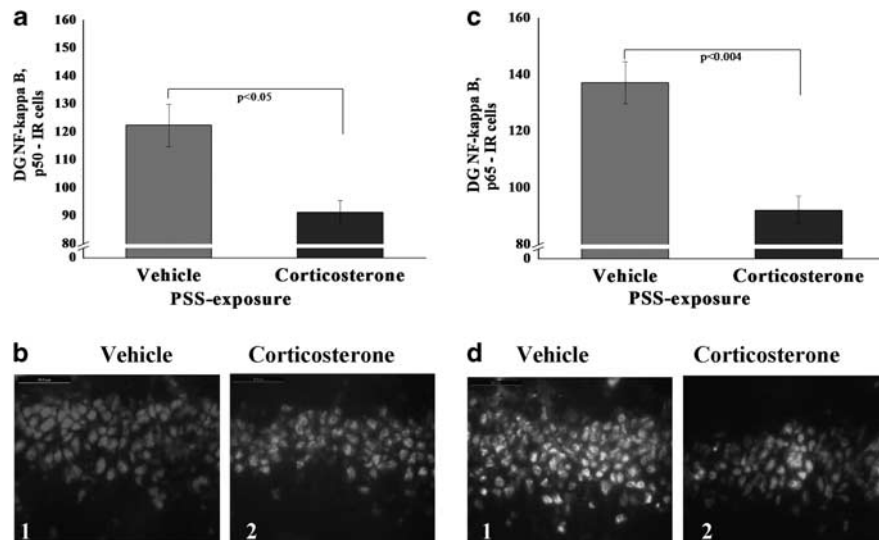 a
160
150
140
130
120
110
100
90
80
0
DG NF-kappa B,
p50 - IR cells
p<0.05
Vehicle
Corticosterone
PSS-exposure
c
160
140
120
100
80
0
DG NF-kappa B,
p65 - IR cells
p<0.004
Vehicle
Corticosterone
PSS-exposure
b
Vehicle
Corticosterone
1
2
d
Vehicle
Corticosterone
1
2